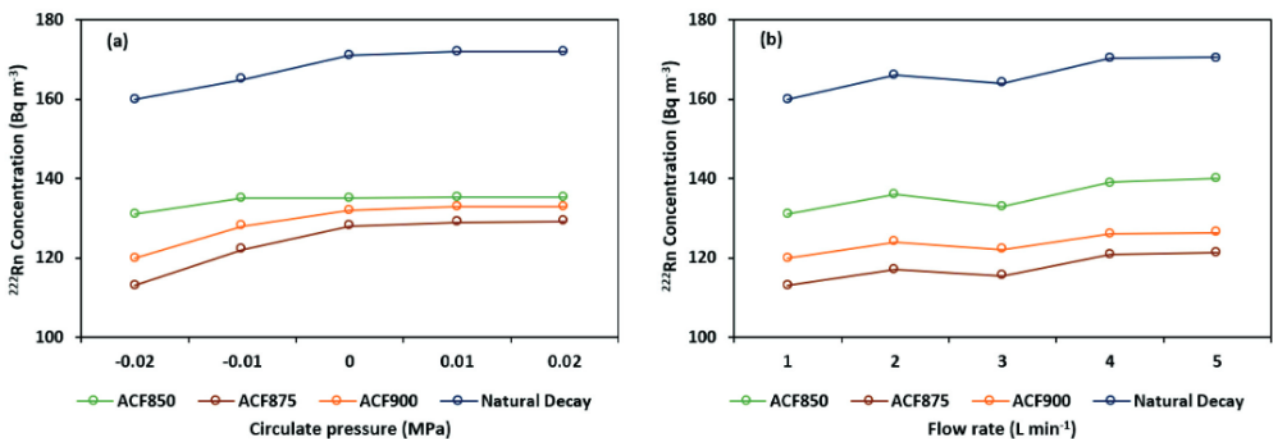 (a)
180
160
140
120
100
²²²Rn Concentration (Bq m⁻³)
-0.02 -0.01 0 0.01 0.02
ACF850 ACF875 ACF900 Natural Decay
Circulate pressure (MPa)
(b)
180
160
140
120
100
²²²Rn Concentration (Bq m⁻³)
1 2 3 4 5
ACF850 ACF875 ACF900 Natural Decay
Flow rate (L min⁻¹)